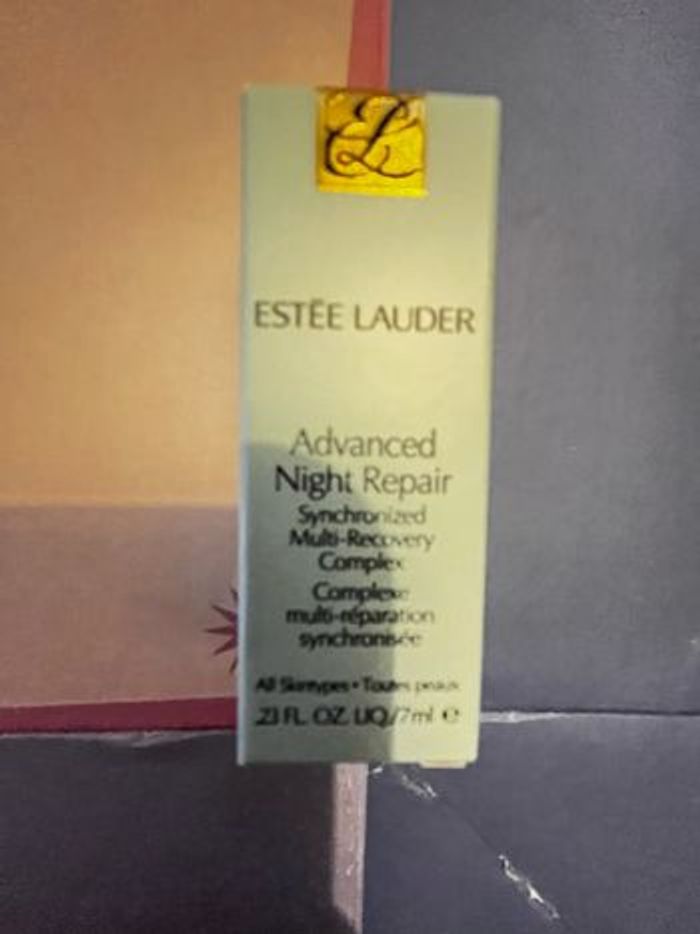 EL
ESTĒE LAUDER
Advanced
Night Repair
Synchronized
Multi-Recovery
Complex
Complexe
multi-réparation
synchronisée
All Skintypes • Toutes peaux
.23 FL. OZ. LIQ./7ml ℮